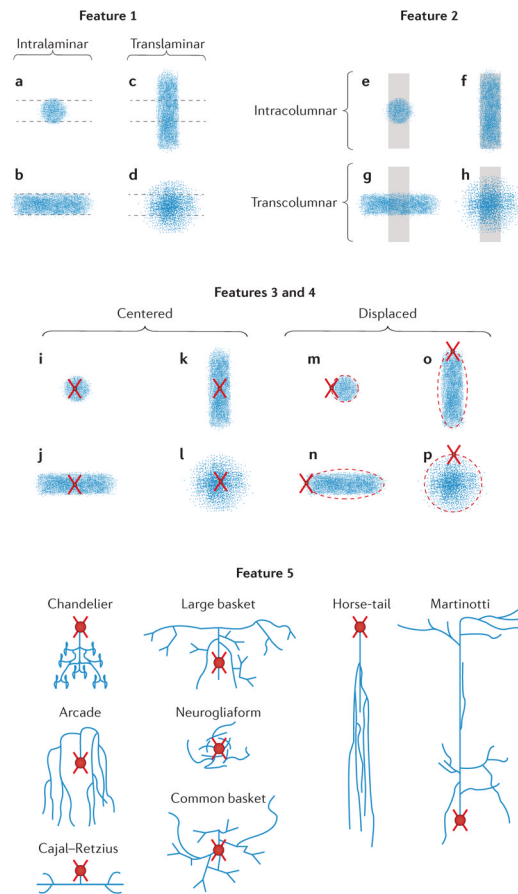 Feature 1
Feature 2
Intralaminar
Translaminar
a
c
b
d
Intracolumnar
e
f
Transcolumnar
g
h
Features 3 and 4
Centered
Displaced
i
k
m
o
j
l
n
p
Feature 5
Chandelier
Large basket
Horse-tail
Martinotti
Arcade
Neurogliaform
Common basket
Cajal–Retzius